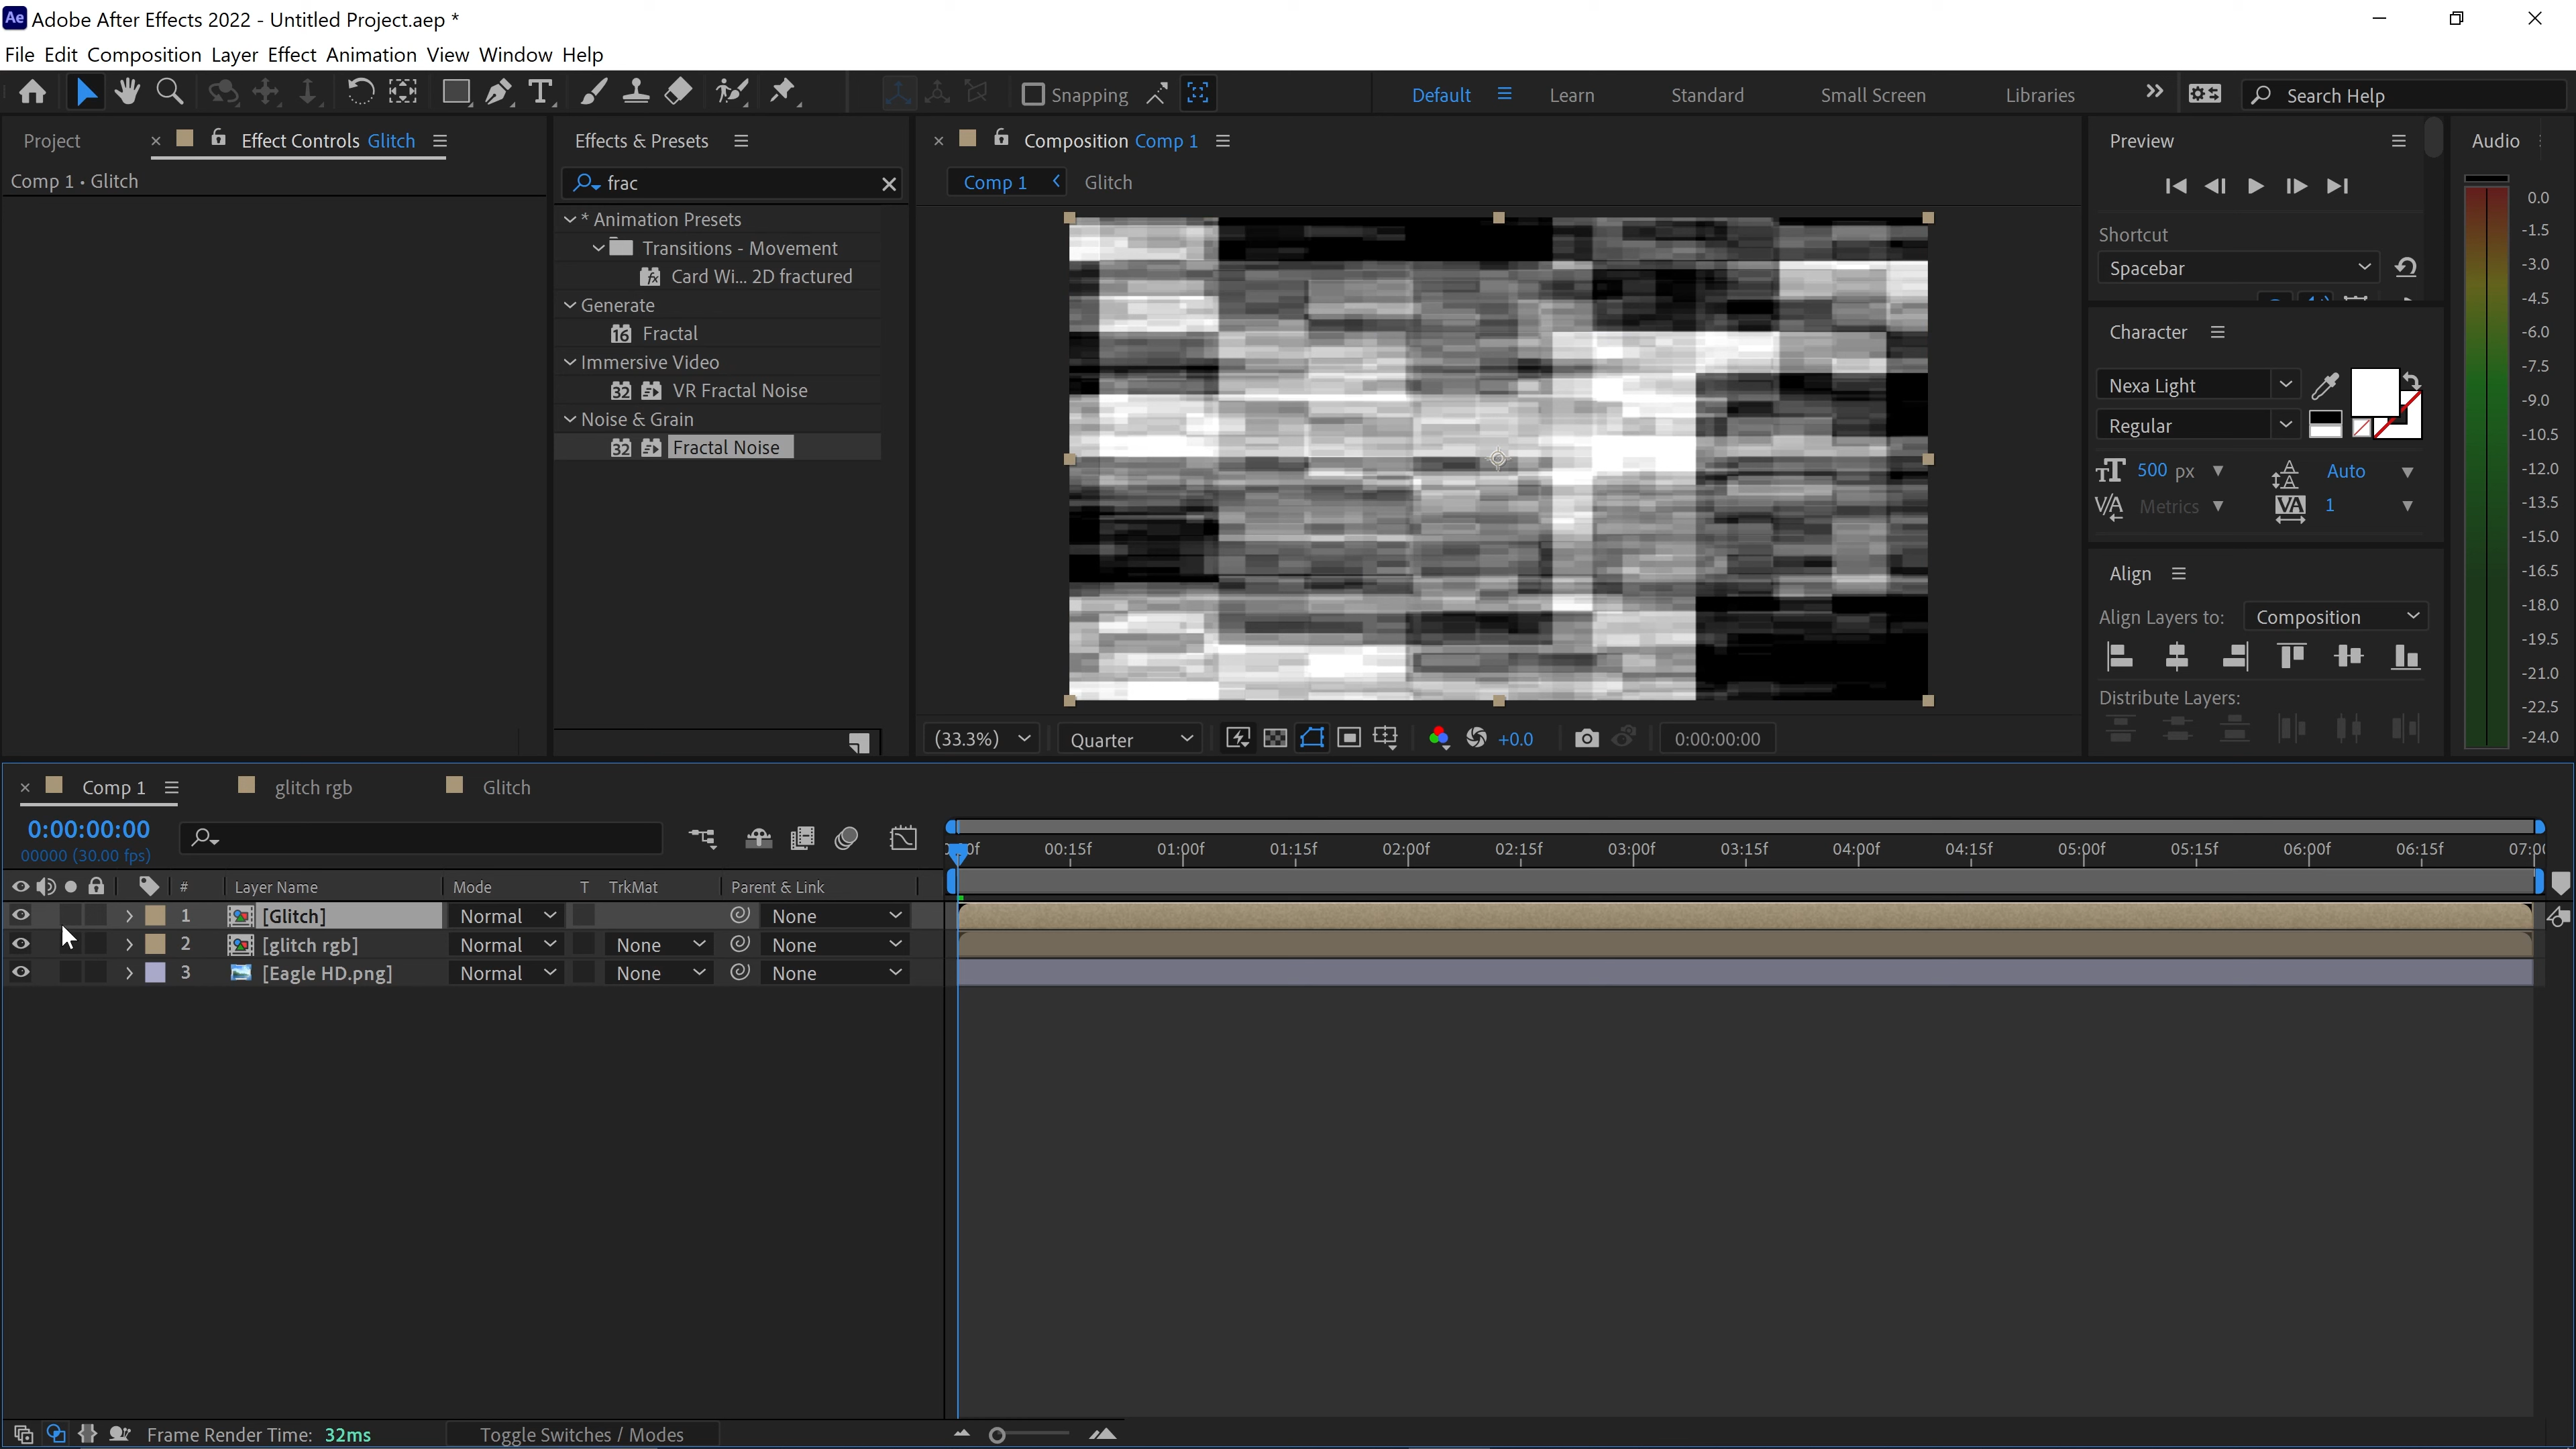 Ae Adobe After Effects 2022 - Untitled Project.aep *
File Edit Composition Layer Effect Animation View Window Help
Snapping Default Learn Standard Small Screen Libraries Search Help
Project Effect Controls Glitch
Comp 1 • Glitch
Effects & Presets
frac
* Animation Presets
Transitions - Movement
Card Wi... 2D fractured
Generate
16 Fractal
Immersive Video
32 VR Fractal Noise
Noise & Grain
32 Fractal Noise
Composition Comp 1
Comp 1 Glitch
(33.3%) Quarter +0.0 0:00:00:00
Preview
Shortcut
Spacebar
Character
Nexa Light
Regular
500 px Auto
Metrics 1
Align
Align Layers to: Composition
Distribute Layers:
Audio
0.0
-1.5
-3.0
-4.5
-6.0
-7.5
-9.0
-10.5
-12.0
-13.5
-15.0
-16.5
-18.0
-19.5
-21.0
-22.5
-24.0
Comp 1 glitch rgb Glitch
0:00:00:00
00000 (30.00 fps)
00:15f 01:00f 01:15f 02:00f 02:15f 03:00f 03:15f 04:00f 04:15f 05:00f 05:15f 06:00f 06:15f
# Layer Name Mode T TrkMat Parent & Link
1 [Glitch] Normal None
2 [glitch rgb] Normal None None
3 [Eagle HD.png] Normal None None
Frame Render Time: 32ms Toggle Switches / Modes